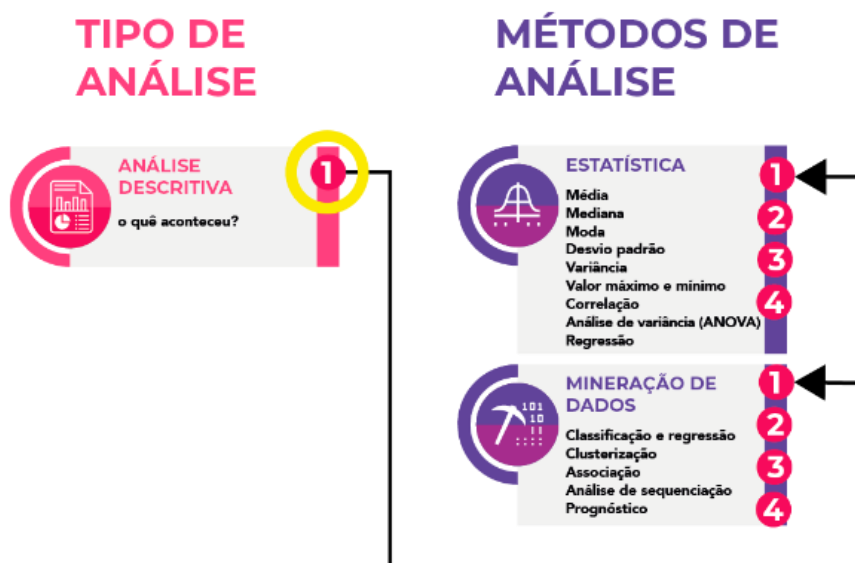 TIPO DE
ANÁLISE
ANÁLISE
DESCRITIVA
o quê aconteceu?
1
MÉTODOS DE
ANÁLISE
ESTATÍSTICA
Média
Mediana
Moda
Desvio padrão
Variância
Valor máximo e mínimo
Correlação
Análise de variância (ANOVA)
Regressão
1
2
3
4
101
10
MINERAÇÃO DE
DADOS
Classificação e regressão
Clusterização
Associação
Análise de sequenciação
Prognóstico
1
2
3
4